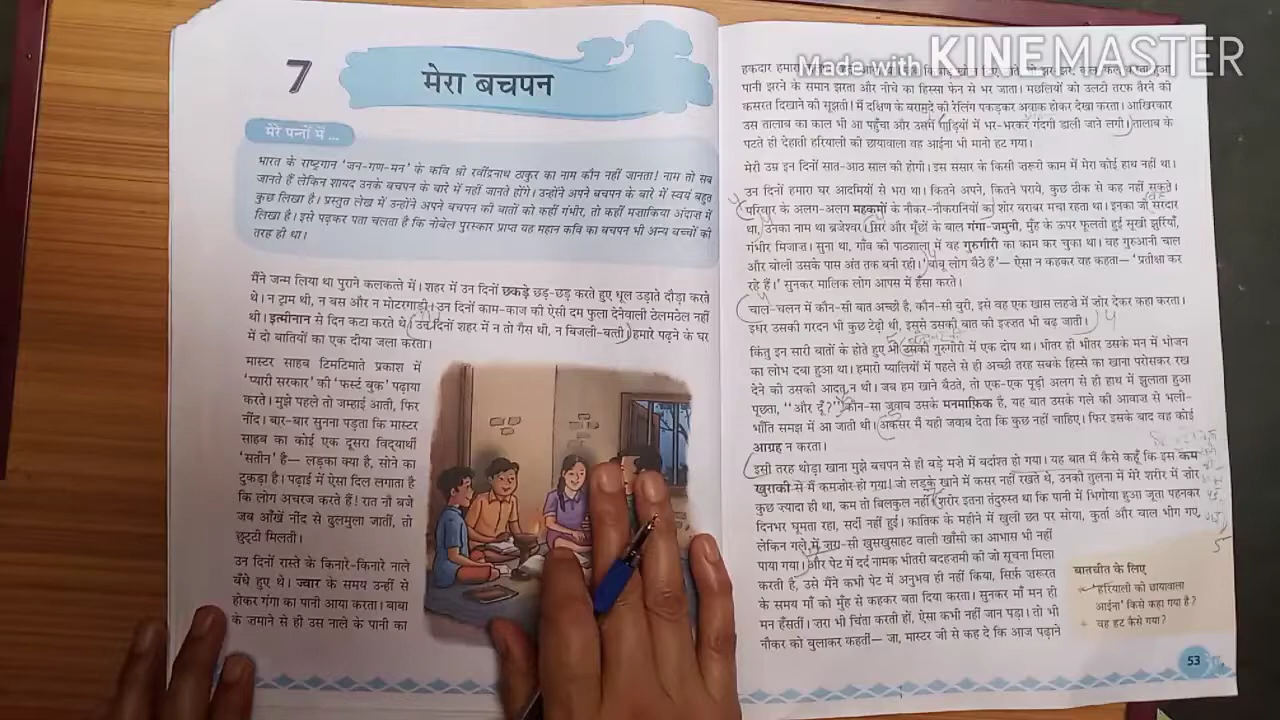 7
मेरा बचपन
मेरे पन्नों में ...
भारत के राष्ट्रगान 'जन-गण-मन' के कवि श्री रवींद्रनाथ ठाकुर का नाम कौन नहीं जानता! नाम तो सब
जानते हैं लेकिन शायद उनके बचपन के बारे में नहीं जानते होंगे। उन्होंने अपने बचपन के बारे में स्वयं बहुत
कुछ लिखा है। प्रस्तुत लेख में उन्होंने अपने बचपन की बातों को कहीं गंभीर, तो कहीं मज़ाकिया अंदाज़ में
लिखा है। इसे पढ़कर पता चलता है कि नोबेल पुरस्कार प्राप्त यह महान कवि का बचपन भी अन्य बच्चों की
तरह ही था।
मैंने जन्म लिया था पुराने कलकत्ते में। शहर में उन दिनों छकड़े छड़-छड़ करते हुए धूल उड़ाते दौड़ा करते
थे। न ट्राम थी, न बस और न मोटरगाड़ी। उन दिनों काम-काज की ऐसी दम फुला देनेवाली ठेलमठेल नहीं
थी। इत्मीनान से दिन कटा करते थे। उन दिनों शहर में न तो गैस थी, न बिजली-बत्ती। हमारे पढ़ने के घर
में दो बातियों का एक दीया जला करता।
मास्टर साहब टिमटिमाते प्रकाश में
'प्यारी सरकार' की 'फर्स्ट बुक' पढ़ाया
करते। मुझे पहले तो जम्हाई आती, फिर
नींद। बार-बार सुनना पड़ता कि मास्टर
साहब का कोई एक दूसरा विद्यार्थी
'सतीन' है— लड़का क्या है, सोने का
टुकड़ा है। पढ़ाई में ऐसा दिल लगाता है
कि लोग अचरज करते हैं! रात नौ बजे
जब आँखें नींद से ढुलमुला जातीं, तो
छुट्टी मिलती।
उन दिनों रास्ते के किनारे-किनारे नाले
बँधे हुए थे। ज्वार के समय उन्हीं से
होकर गंगा का पानी आया करता। बाबा
के ज़माने से ही उस नाले के पानी का
Made with KINEMASTER
हकदार हमारा
पानी झरने के समान झरता और नीचे का हिस्सा फेन से भर जाता। मछलियों को उलटी तरफ तैरने की
कसरत दिखाने की सूझती। मैं दक्षिण के बरामदे की रेलिंग पकड़कर अवाक होकर देखा करता। आखिरकार
उस तालाब का काल भी आ पहुँचा और उसमें गाड़ियों में भर-भरकर गंदगी डाली जाने लगी। तालाब के
पटते ही देहाती हरियाली की छायावाला वह आईना भी मानो हट गया।
मेरी उम्र इन दिनों सात-आठ साल की होगी। इस संसार के किसी ज़रूरी काम में मेरा कोई हाथ नहीं था।
उन दिनों हमारा घर आदमियों से भरा था। कितने अपने, कितने पराये, कुछ ठीक से कह नहीं सकते।
परिवार के अलग-अलग महकमों के नौकर-नौकरानियों का शोर बराबर मचा रहता था। इनका जो सरदार
था, उनका नाम था ब्रजेश्वर। सिर और मूँछों के बाल गंगा-जमुनी, मुँह के ऊपर फूलती हुई सूखी झुर्रियाँ,
गंभीर मिजाज। सुना था, गाँव की पाठशाला में वह गुरुगीरी का काम कर चुका था। वह गुरुआनी चाल
और बोली उसके पास अंत तक बनी रही। 'बाबू लोग बैठे हैं'— ऐसा न कहकर वह कहता— 'प्रतीक्षा कर
रहे हैं।' सुनकर मालिक लोग आपस में हँसा करते।
चाल-चलन में कौन-सी बात अच्छी है, कौन-सी बुरी, इसे वह एक खास लहजे में ज़ोर देकर कहा करता।
इधर उसकी गरदन भी कुछ टेढ़ी थी, इससे उसकी बात की इज्जत भी बढ़ जाती।
किंतु इन सारी बातों के होते हुए भी उसकी गुरुगीरी में एक दोष था। भीतर ही भीतर उसके मन में भोजन
का लोभ दबा हुआ था। हमारी प्यालियों में पहले से ही अच्छी तरह सबके हिस्से का खाना परोसकर रख
देने की उसकी आदत न थी। जब हम खाने बैठते, तो एक-एक पूड़ी अलग से ही हाथ में झुलाता हुआ
पूछता, "और दूँ?" कौन-सा जवाब उसके मनमाफ़िक है, यह बात उसके गले की आवाज़ से भली-
भाँति समझ में आ जाती थी। अकसर मैं यही जवाब देता कि कुछ नहीं चाहिए। फिर इसके बाद वह कोई
आग्रह न करता।
इसी तरह थोड़ा खाना मुझे बचपन से ही बड़े मज़े में बर्दाश्त हो गया। यह बात मैं कैसे कहूँ कि इस कम
खुराकी से मैं कमज़ोर हो गया! जो लड़के खाने में कसर नहीं रखते थे, उनकी तुलना में मेरे शरीर में ज़ोर
कुछ ज़्यादा ही था, कम तो बिलकुल नहीं। शरीर इतना तंदुरुस्त था कि पानी में भिगोया हुआ जूता पहनकर
दिनभर घूमता रहा, सर्दी नहीं हुई। कार्तिक के महीने में खुली छत पर सोया, कुर्ता और बाल भीग गए,
लेकिन गले में ज़रा-सी खुसखुसाहट वाली खाँसी का आभास भी नहीं
पाया गया। और पेट में दर्द नामक भीतरी बदहज़मी की जो सूचना मिला
करती है, उसे मैंने कभी पेट में अनुभव ही नहीं किया, सिर्फ़ ज़रूरत
के समय माँ को मुँह से कहकर बता दिया करता। सुनकर माँ मन ही
मन हँसतीं। ज़रा भी चिंता करती हों, ऐसा कभी नहीं जान पड़ा। तो भी
नौकर को बुलाकर कहतीं— जा, मास्टर जी से कह दे कि आज पढ़ाने
बातचीत के लिए
'हरियाली की छायावाला
आईना' किसे कहा गया है?
वह हट कैसे गया?
53